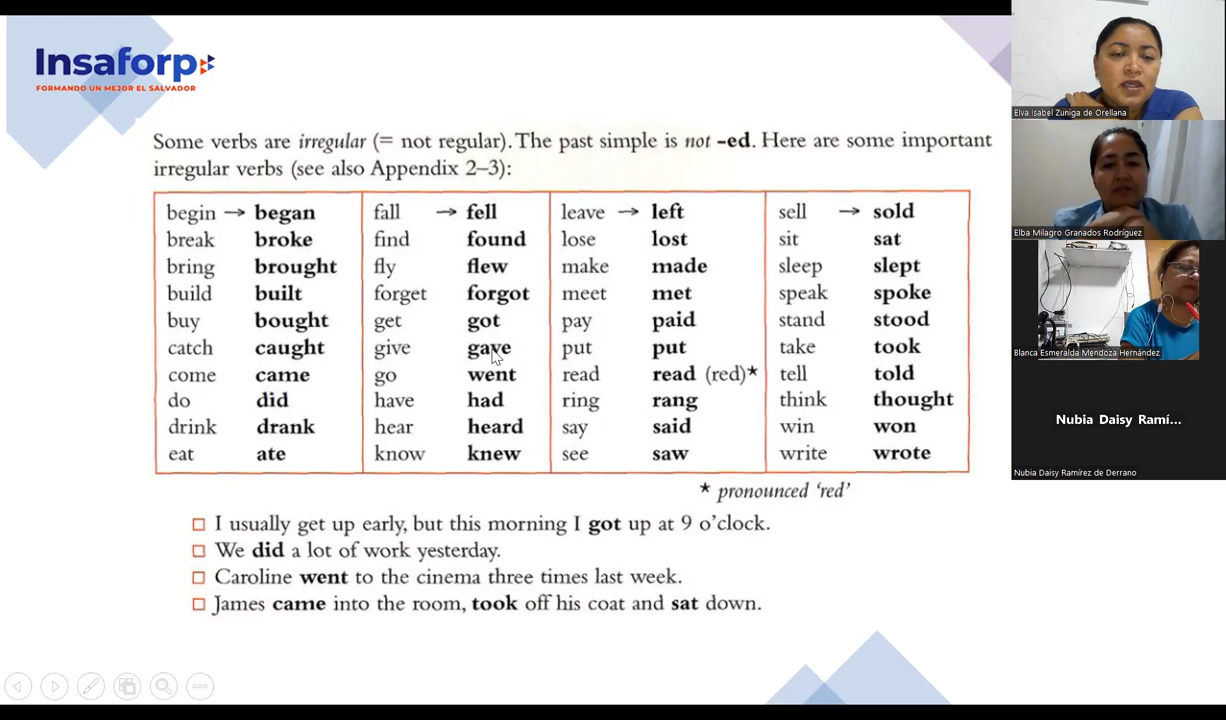 Insaforp
FORMANDO UN MEJOR EL SALVADOR
Some verbs are irregular (= not regular). The past simple is not -ed. Here are some important
irregular verbs (see also Appendix 2–3):
begin → began fall → fell leave → left sell → sold
break broke find found lose lost sit sat
bring brought fly flew make made sleep slept
build built forget forgot meet met speak spoke
buy bought get got pay paid stand stood
catch caught give gave put put take took
come came go went read read (red)* tell told
do did have had ring rang think thought
drink drank hear heard say said win won
eat ate know knew see saw write wrote
* pronounced ‘red’
□ I usually get up early, but this morning I got up at 9 o’clock.
□ We did a lot of work yesterday.
□ Caroline went to the cinema three times last week.
□ James came into the room, took off his coat and sat down.
Elva Isabel Zuniga de Orellana
Elba Milagro Granados Rodríguez
Blanca Esmeralda Mendoza Hernández
Nubia Daisy Ramí...
Nubia Daisy Ramírez de Derrano